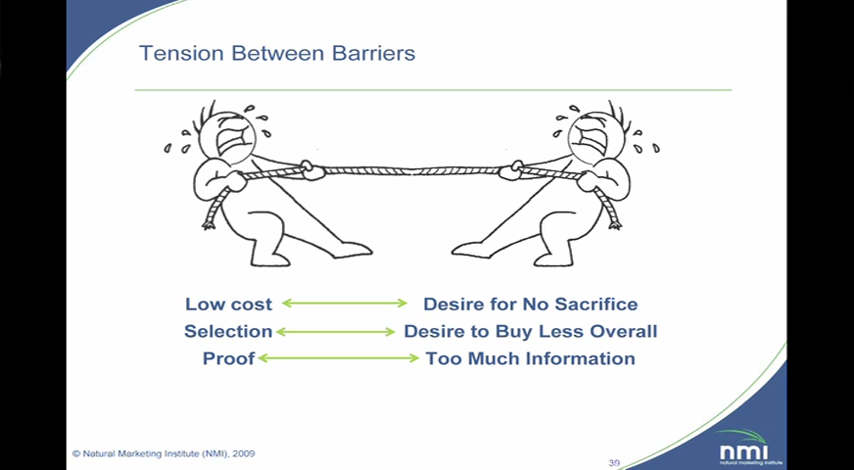 Tension Between Barriers
Low cost Desire for No Sacrifice
Selection Desire to Buy Less Overall
Proof Too Much Information
© Natural Marketing Institute (NMI), 2009
39
nmi
natural marketing institute